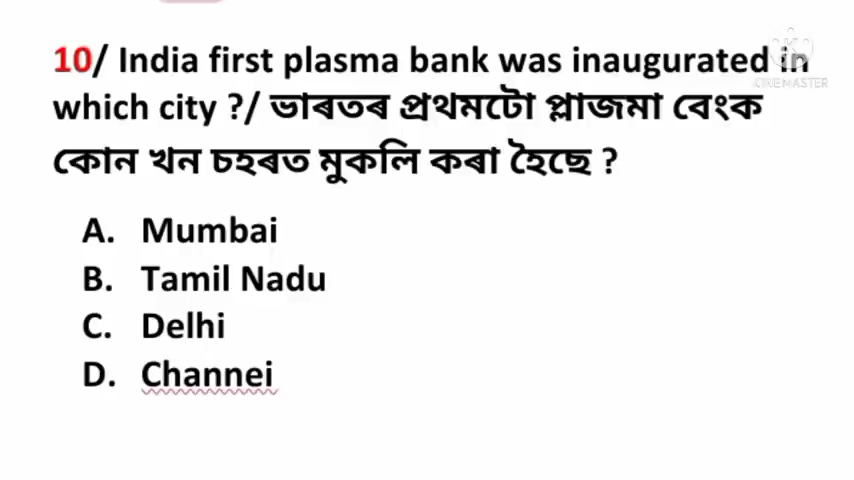 10/ India first plasma bank was inaugurated in
KINEMASTER
which city ?/ ভাৰতৰ প্ৰথমটো প্লাজমা বেংক
কোন খন চহৰত মুকলি কৰা হৈছে ?
A. Mumbai
B. Tamil Nadu
C. Delhi
D. Channei